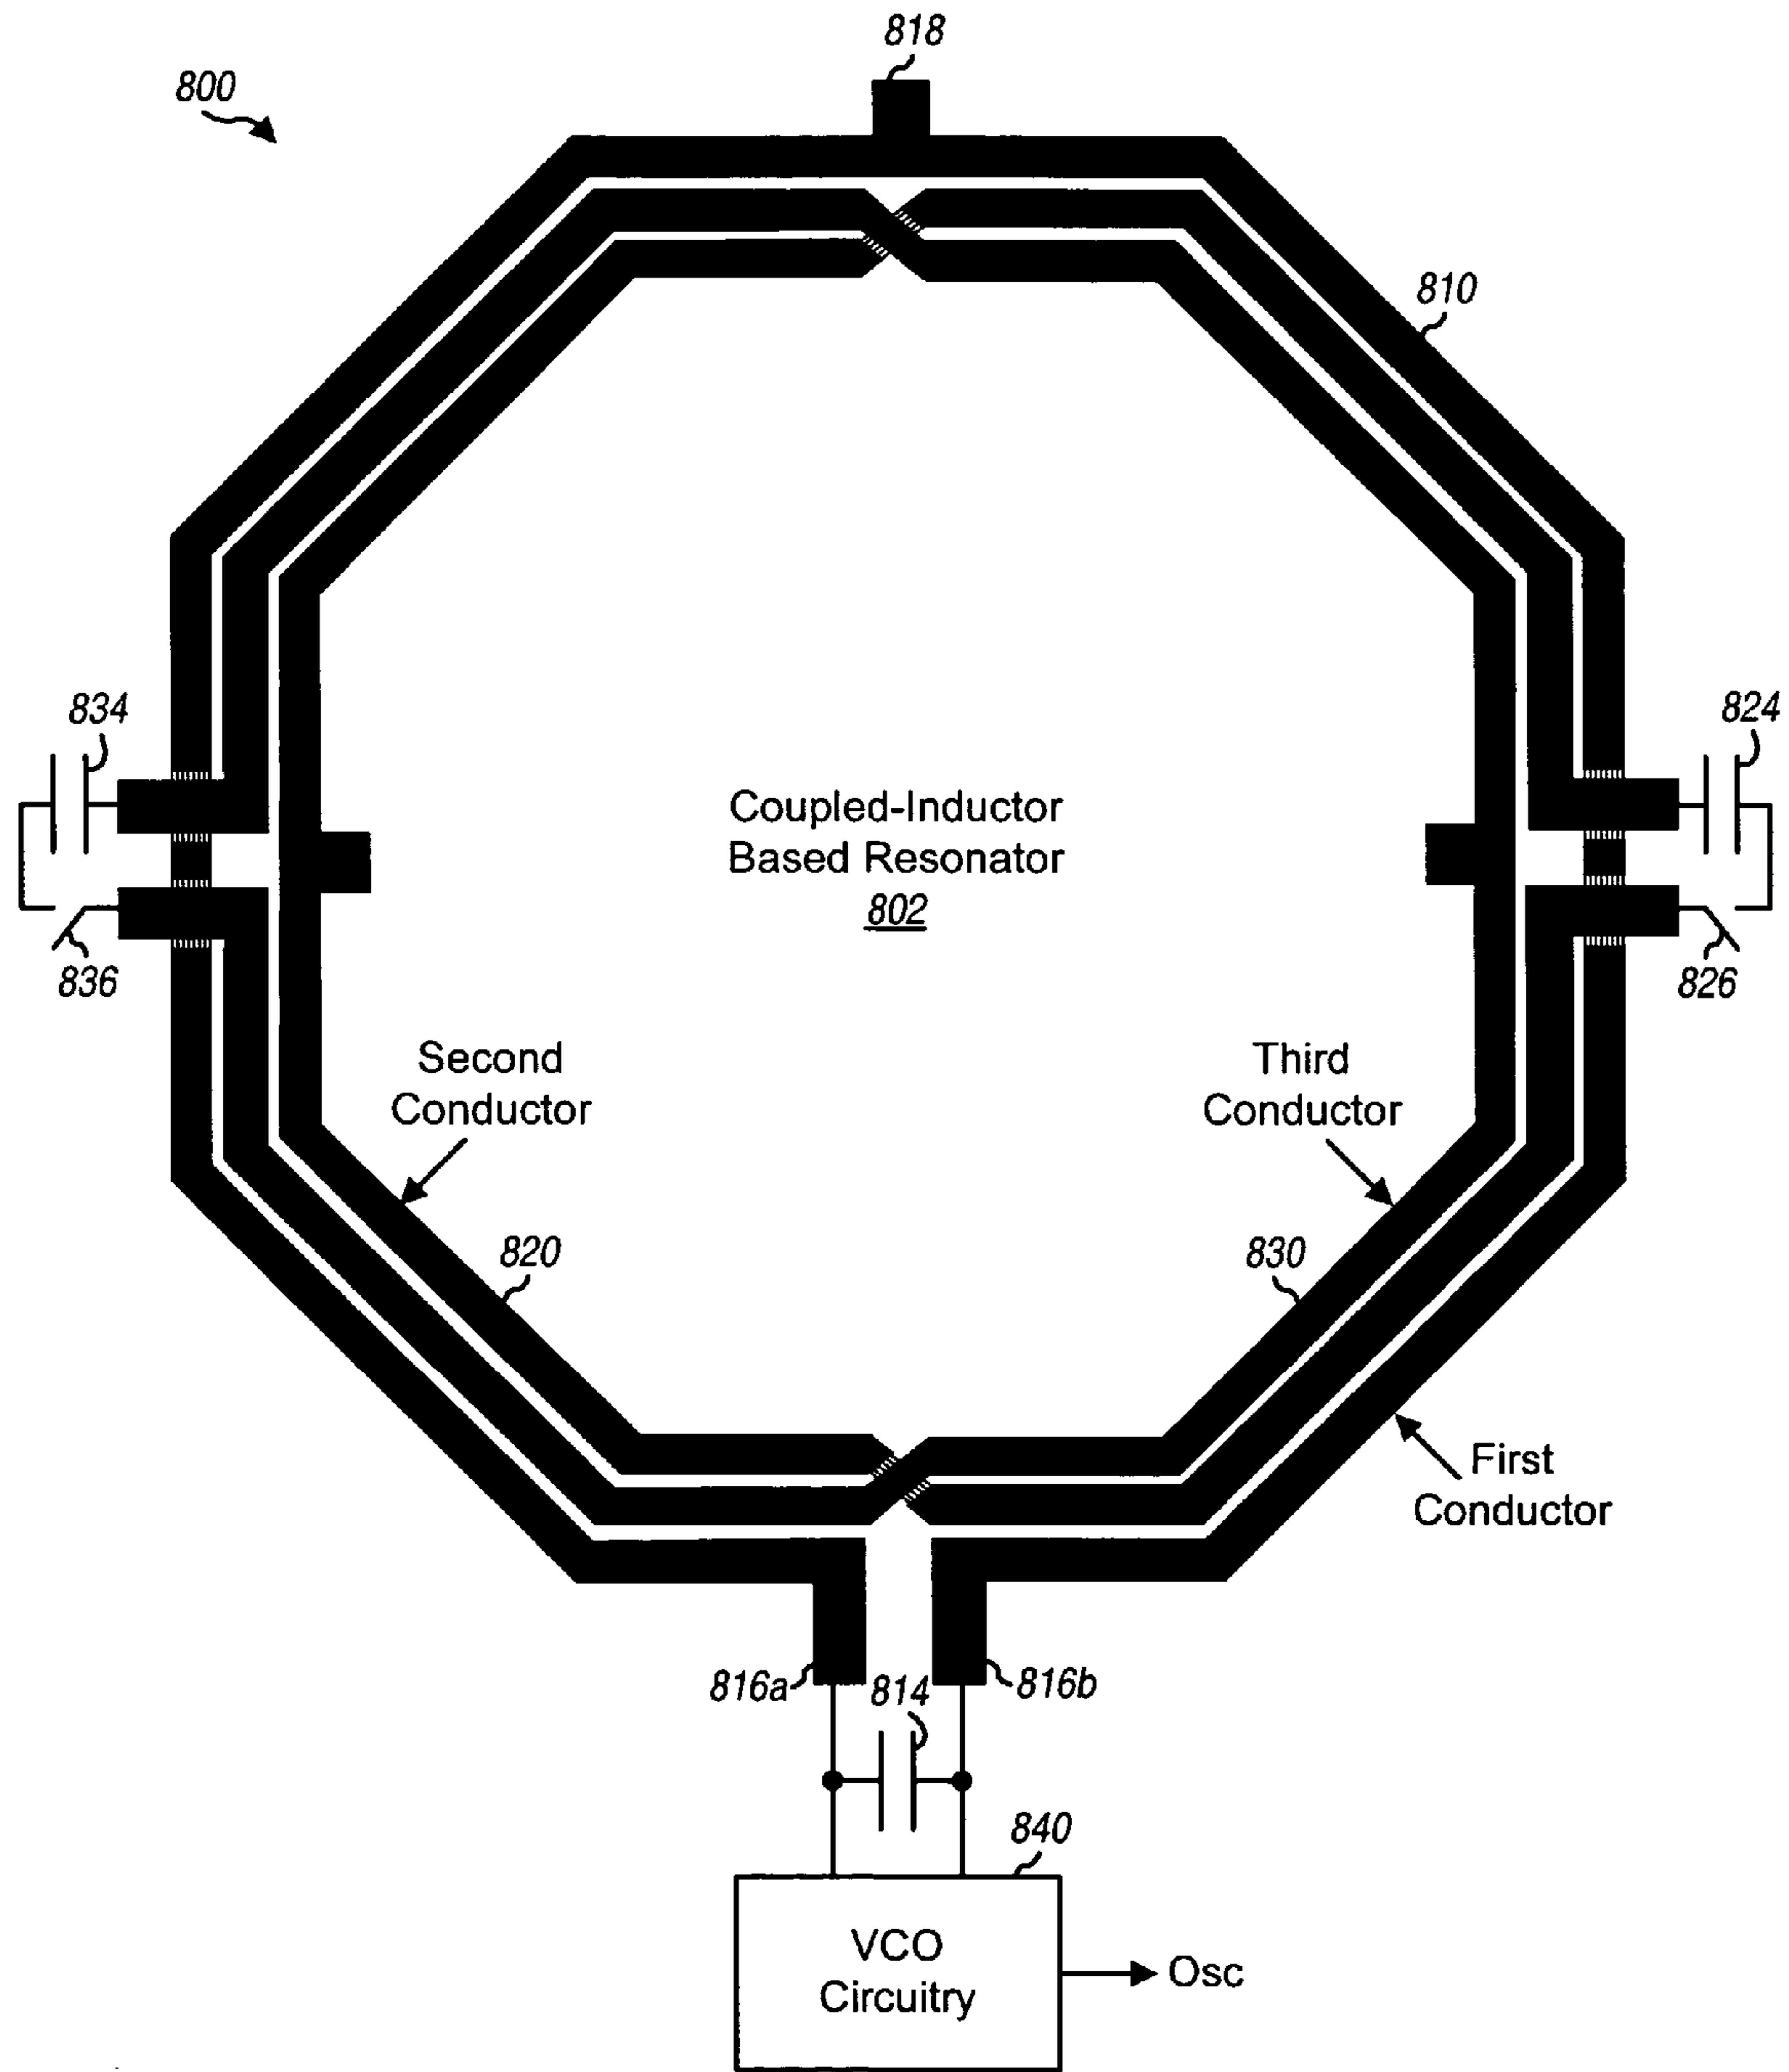 818
800
810
834
824
Coupled-Inductor
Based Resonator
802
836
826
Second
Conductor
Third
Conductor
820
830
First
Conductor
816a
814
816b
840
VCO
Circuitry
Osc